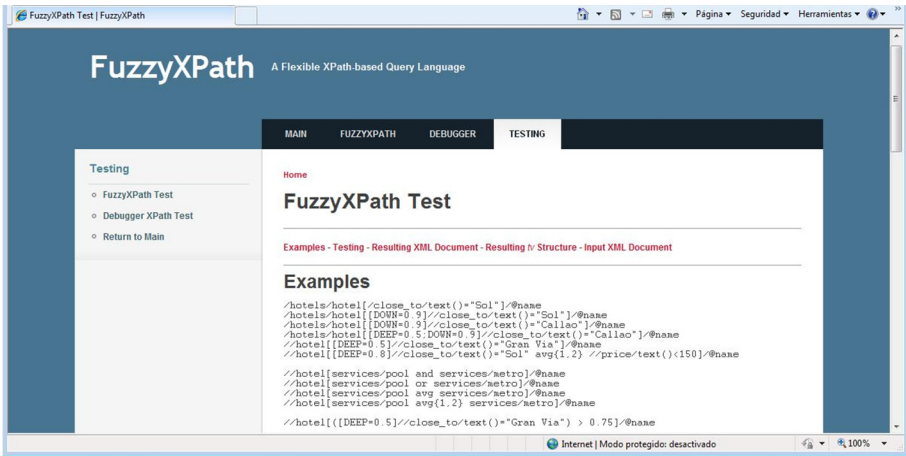 FuzzyXPath Test | FuzzyXPath
Página Seguridad Herramientas
FuzzyXPath A Flexible XPath-based Query Language
MAIN FUZZYXPATH DEBUGGER TESTING
Testing
FuzzyXPath Test
Debugger XPath Test
Return to Main
Home
FuzzyXPath Test
Examples - Testing - Resulting XML Document - Resulting tv Structure - Input XML Document
Examples
/hotels/hotel[/close_to/text()="Sol"]/@name
/hotels/hotel[[DOWN=0.9]//close_to/text()="Sol"]/@name
/hotels/hotel[[DOWN=0.9]//close_to/text()="Callao"]/@name
/hotels/hotel[[DEEP=0.5;DOWN=0.9]//close_to/text()="Callao"]/@name
//hotel[[DEEP=0.5]//close_to/text()="Gran Via"]/@name
//hotel[[DEEP=0.8]//close_to/text()="Sol" avg{1,2} //price/text()<150]/@name
//hotel[services/pool and services/metro]/@name
//hotel[services/pool or services/metro]/@name
//hotel[services/pool avg services/metro]/@name
//hotel[services/pool avg{1,2} services/metro]/@name
//hotel[([DEEP=0.5]//close_to/text()="Gran Via") > 0.75]/@name
Internet | Modo protegido: desactivado 100%